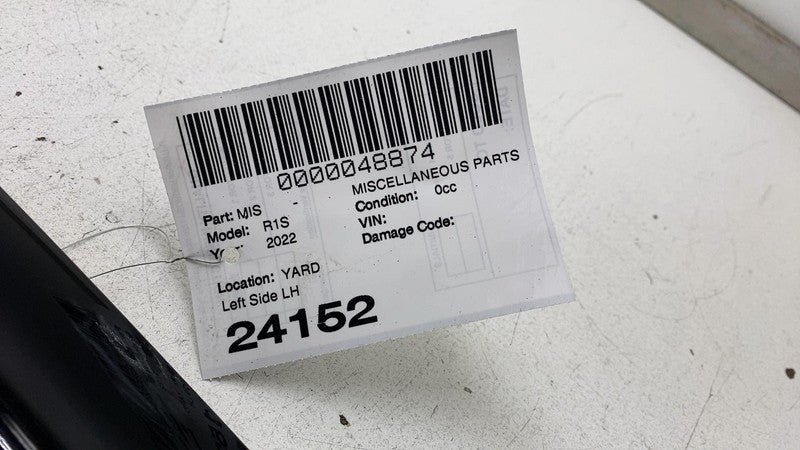 0000048874
Part: MIS - MISCELLANEOUS PARTS
Model: R1S Condition: 0cc
2022 VIN:
Damage Code:
Location: YARD
Left Side LH
24152